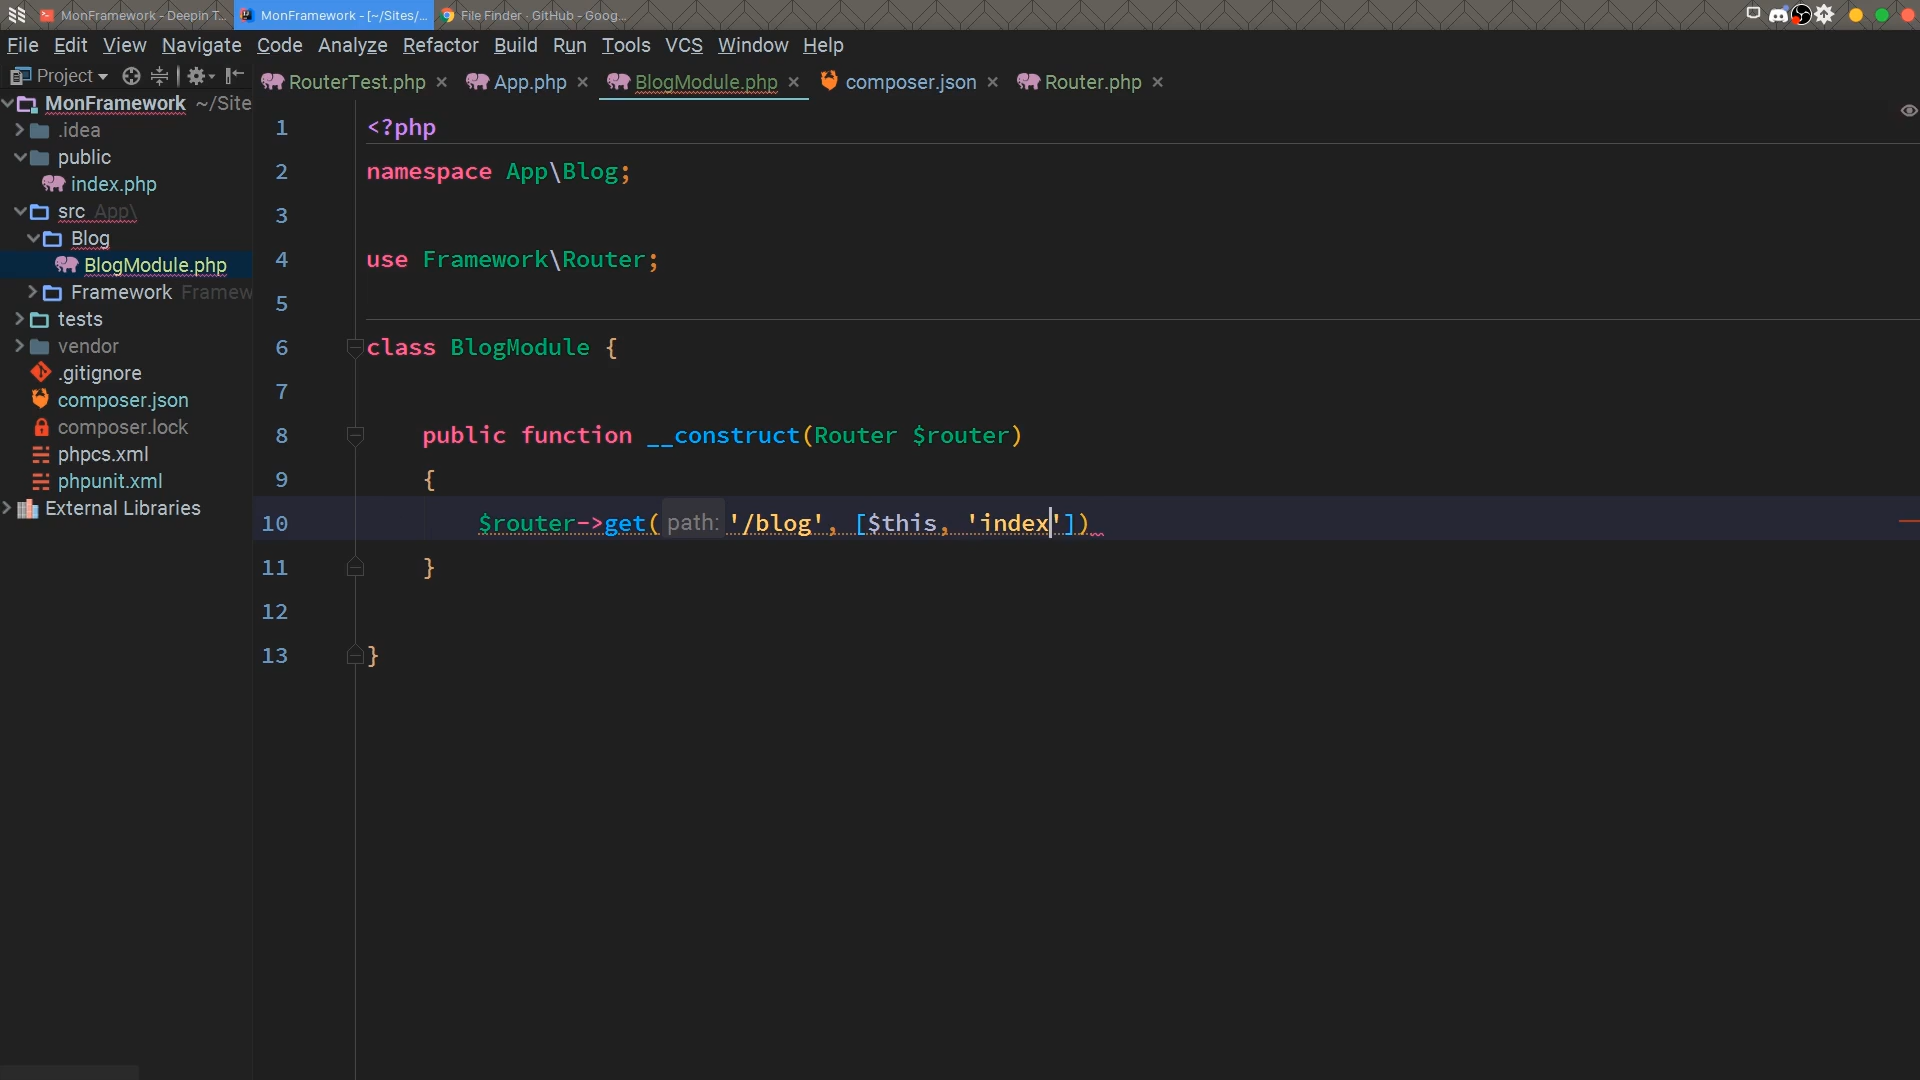 MonFramework - Deepin T...
MonFramework - [~/Sites/...
File Finder · GitHub - Goog...
File Edit View Navigate Code Analyze Refactor Build Run Tools VCS Window Help
Project
RouterTest.php
App.php
BlogModule.php
composer.json
Router.php
MonFramework ~/Site
.idea
public
index.php
src App\
Blog
BlogModule.php
Framework Framew
tests
vendor
.gitignore
composer.json
composer.lock
phpcs.xml
phpunit.xml
External Libraries
1 <?php
2 namespace App\Blog;
3
4 use Framework\Router;
5
6 class BlogModule {
7
8 public function __construct(Router $router)
9 {
10 $router->get( path: '/blog', [$this, 'index'])
11 }
12
13 }